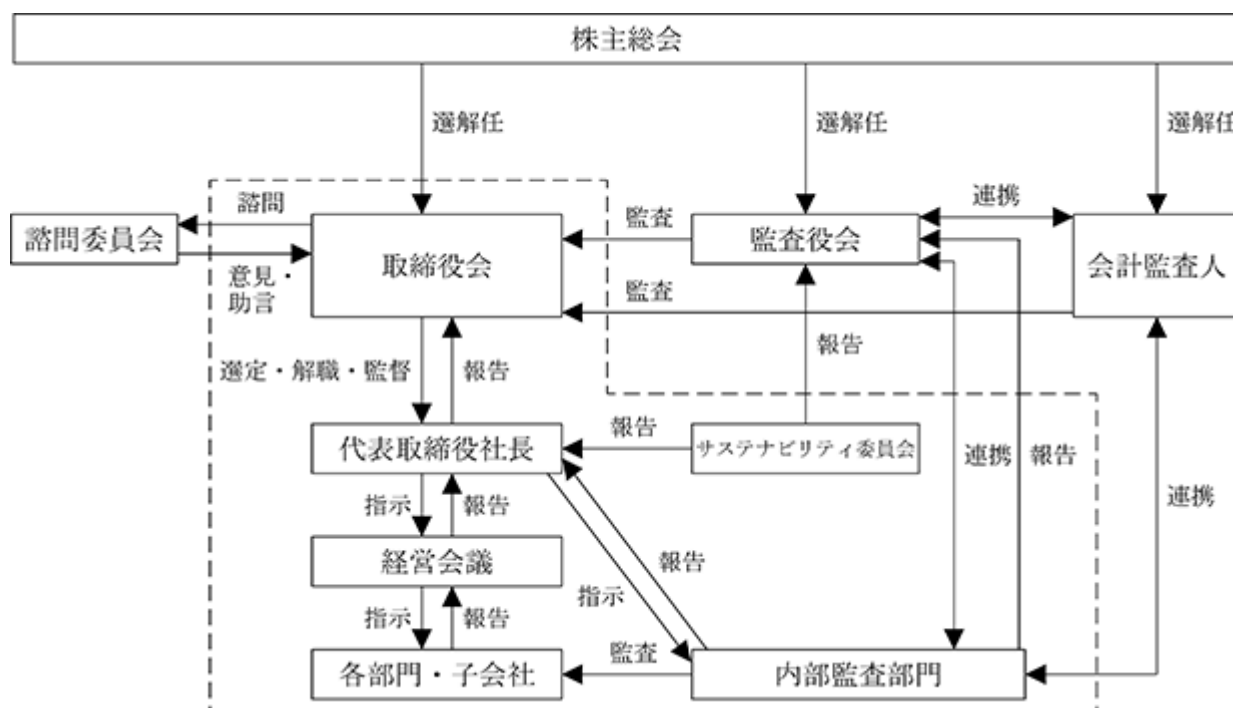 株主総会
選解任
選解任
選解任
諮問
諮問委員会
意見・
助言
取締役会
監査
監査
監査役会
連携
会計監査人
選定・解職・監督
報告
報告
代表取締役社長
報告
サステナビリティ委員会
連携
報告
連携
指示
報告
経営会議
報告
指示
指示
報告
各部門・子会社
監査
内部監査部門